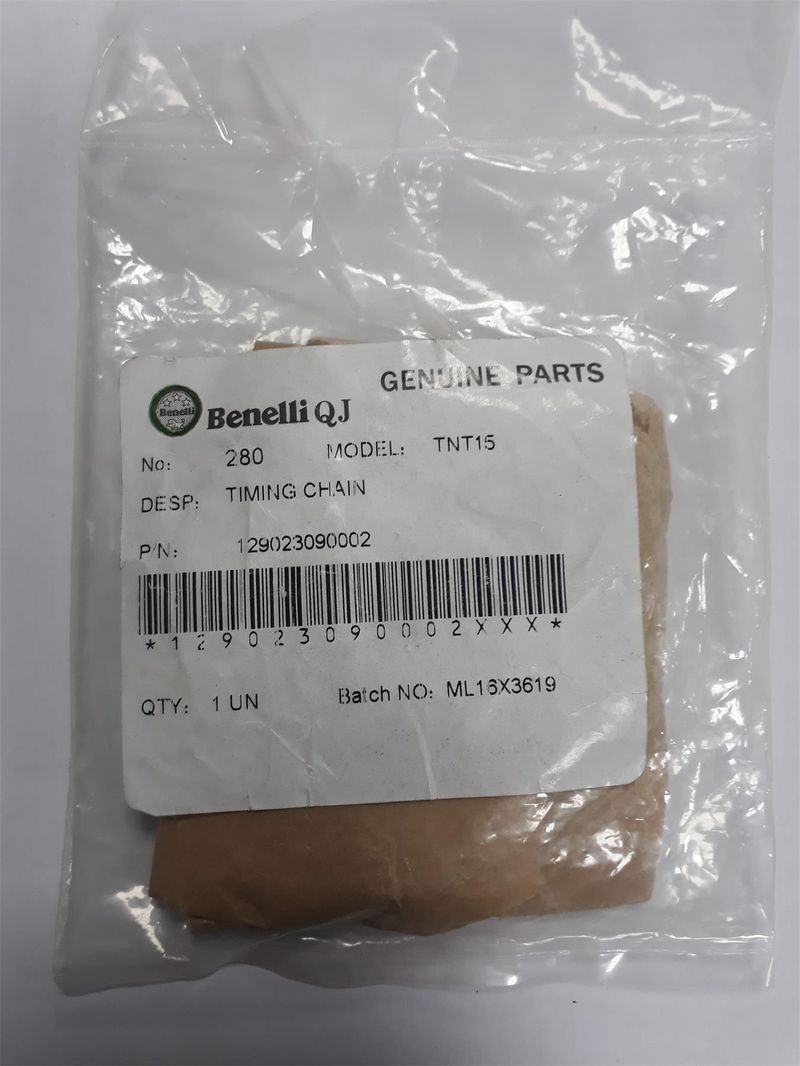 GENUINE PARTS
Benelli
Benelli QJ
No: 280 MODEL: TNT15
DESP: TIMING CHAIN
P/N: 129023090002
*129023090002XXX*
QTY: 1 UN Batch NO: ML16X3619